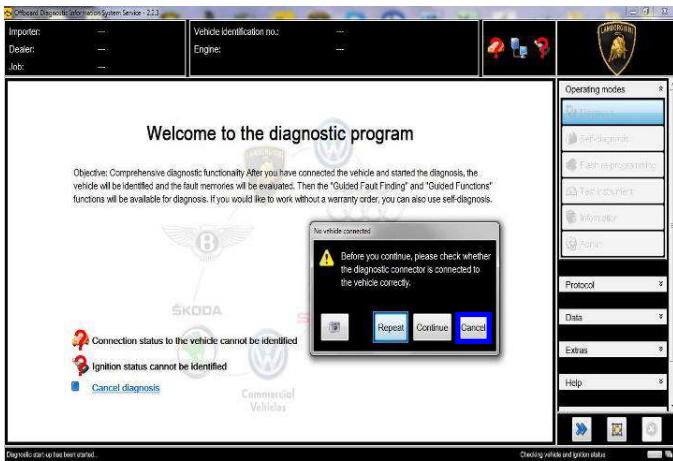 Offboard Diagnostic Information System Service - 2.2.3
Importer: ---
Dealer: ---
Job: ---
Vehicle identification no.: ---
Engine: ---
LAMBORGHINI
Operating modes
Diagnosis
Self-diagnosis
Flash reprogramming
Test instrument
Information
Admin
Protocol
Data
Extras
Help
Welcome to the diagnostic program
Objective: Comprehensive diagnostic functionality After you have connected the vehicle and started the diagnosis, the
vehicle will be identified and the fault memories will be evaluated. Then the "Guided Fault Finding" and "Guided Functions"
functions will be available for diagnosis. If you would like to work without a warranty order, you can also use self-diagnosis.
No vehicle connected
Before you continue, please check whether
the diagnostic connector is connected to
the vehicle correctly.
Repeat
Continue
Cancel
ŠKODA
Connection status to the vehicle cannot be identified
Ignition status cannot be identified
Cancel diagnosis
Commercial
Vehicles
Diagnostic start-up has been started.
Checking vehicle and ignition status